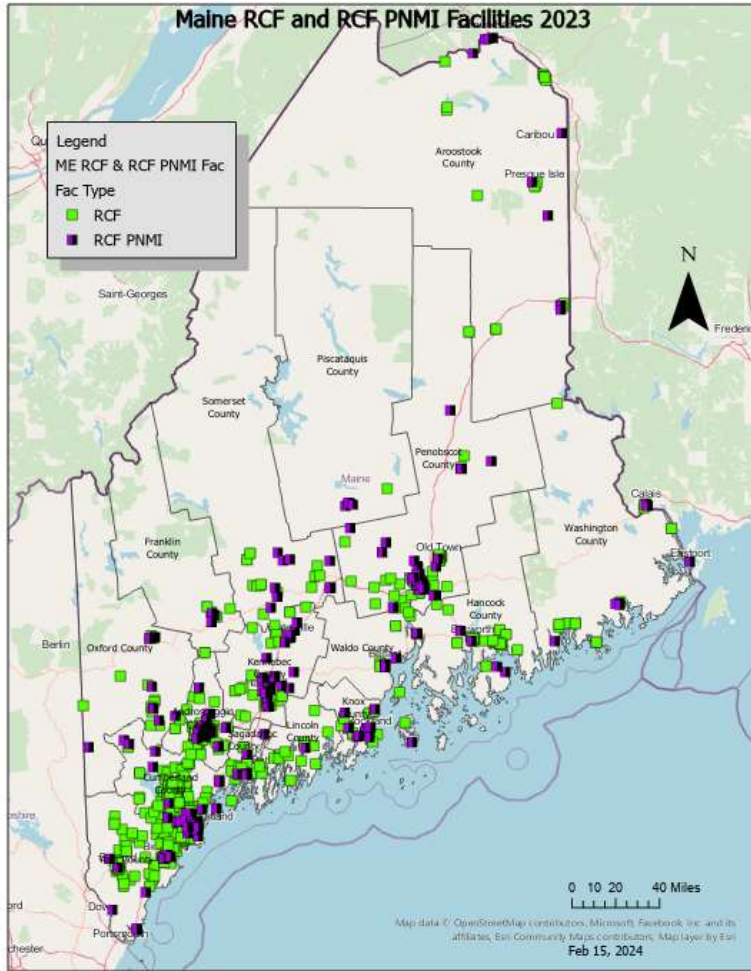 Maine RCF and RCF PNMI Facilities 2023
Legend
ME RCF & RCF PNMI Fac
Fac Type
RCF
RCF PNMI
Caribou
Aroostook
County
Presque Isle
N
Saint-Georges
Frederic
Piscataquis
County
Somerset
County
Penobscot
County
Maine
Calais
Washington
County
Franklin
County
Old Town
Eastport
Hancock
County
Berlin
Oxford County
Waldo County
Kennebec
Knox
Lincoln
County
Cumberland
County
0 10 20 40 Miles
Portsmouth
Map data © OpenStreetMap contributors, Microsoft, Facebook, Inc. and its
affiliates, Esri Community Maps contributors, Map layer by Esri
Feb 15, 2024